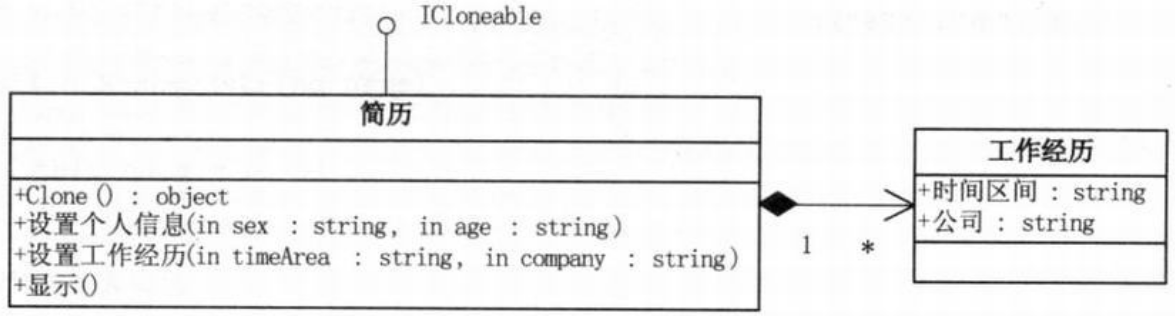 ICloneable
简历
+Clone() : object
+设置个人信息(in sex : string, in age : string)
+设置工作经历(in timeArea : string, in company : string)
+显示()
1 *
工作经历
+时间区间 : string
+公司 : string